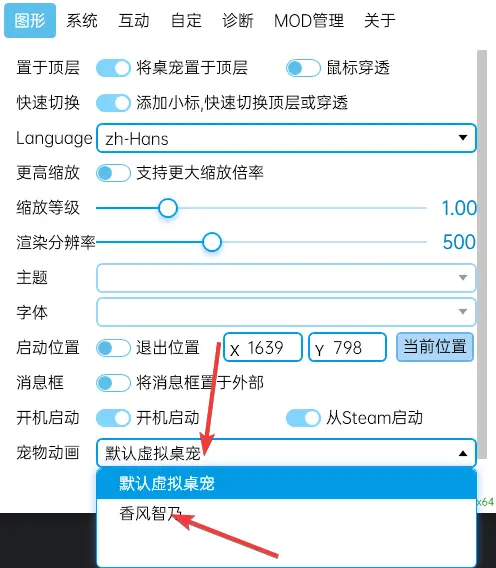 图形 系统 互动 自定 诊断 MOD管理 关于
置于顶层 将桌宠置于顶层 鼠标穿透
快速切换 添加小标,快速切换顶层或穿透
Language zh-Hans
更高缩放 支持更大缩放倍率
缩放等级 1.00
渲染分辨率 500
主题
字体
启动位置 退出位置 X 1639 Y 798 当前位置
消息框 将消息框置于外部
开机启动 开机启动 从Steam启动
宠物动画 默认虚拟桌宠
默认虚拟桌宠
x64
香风智乃